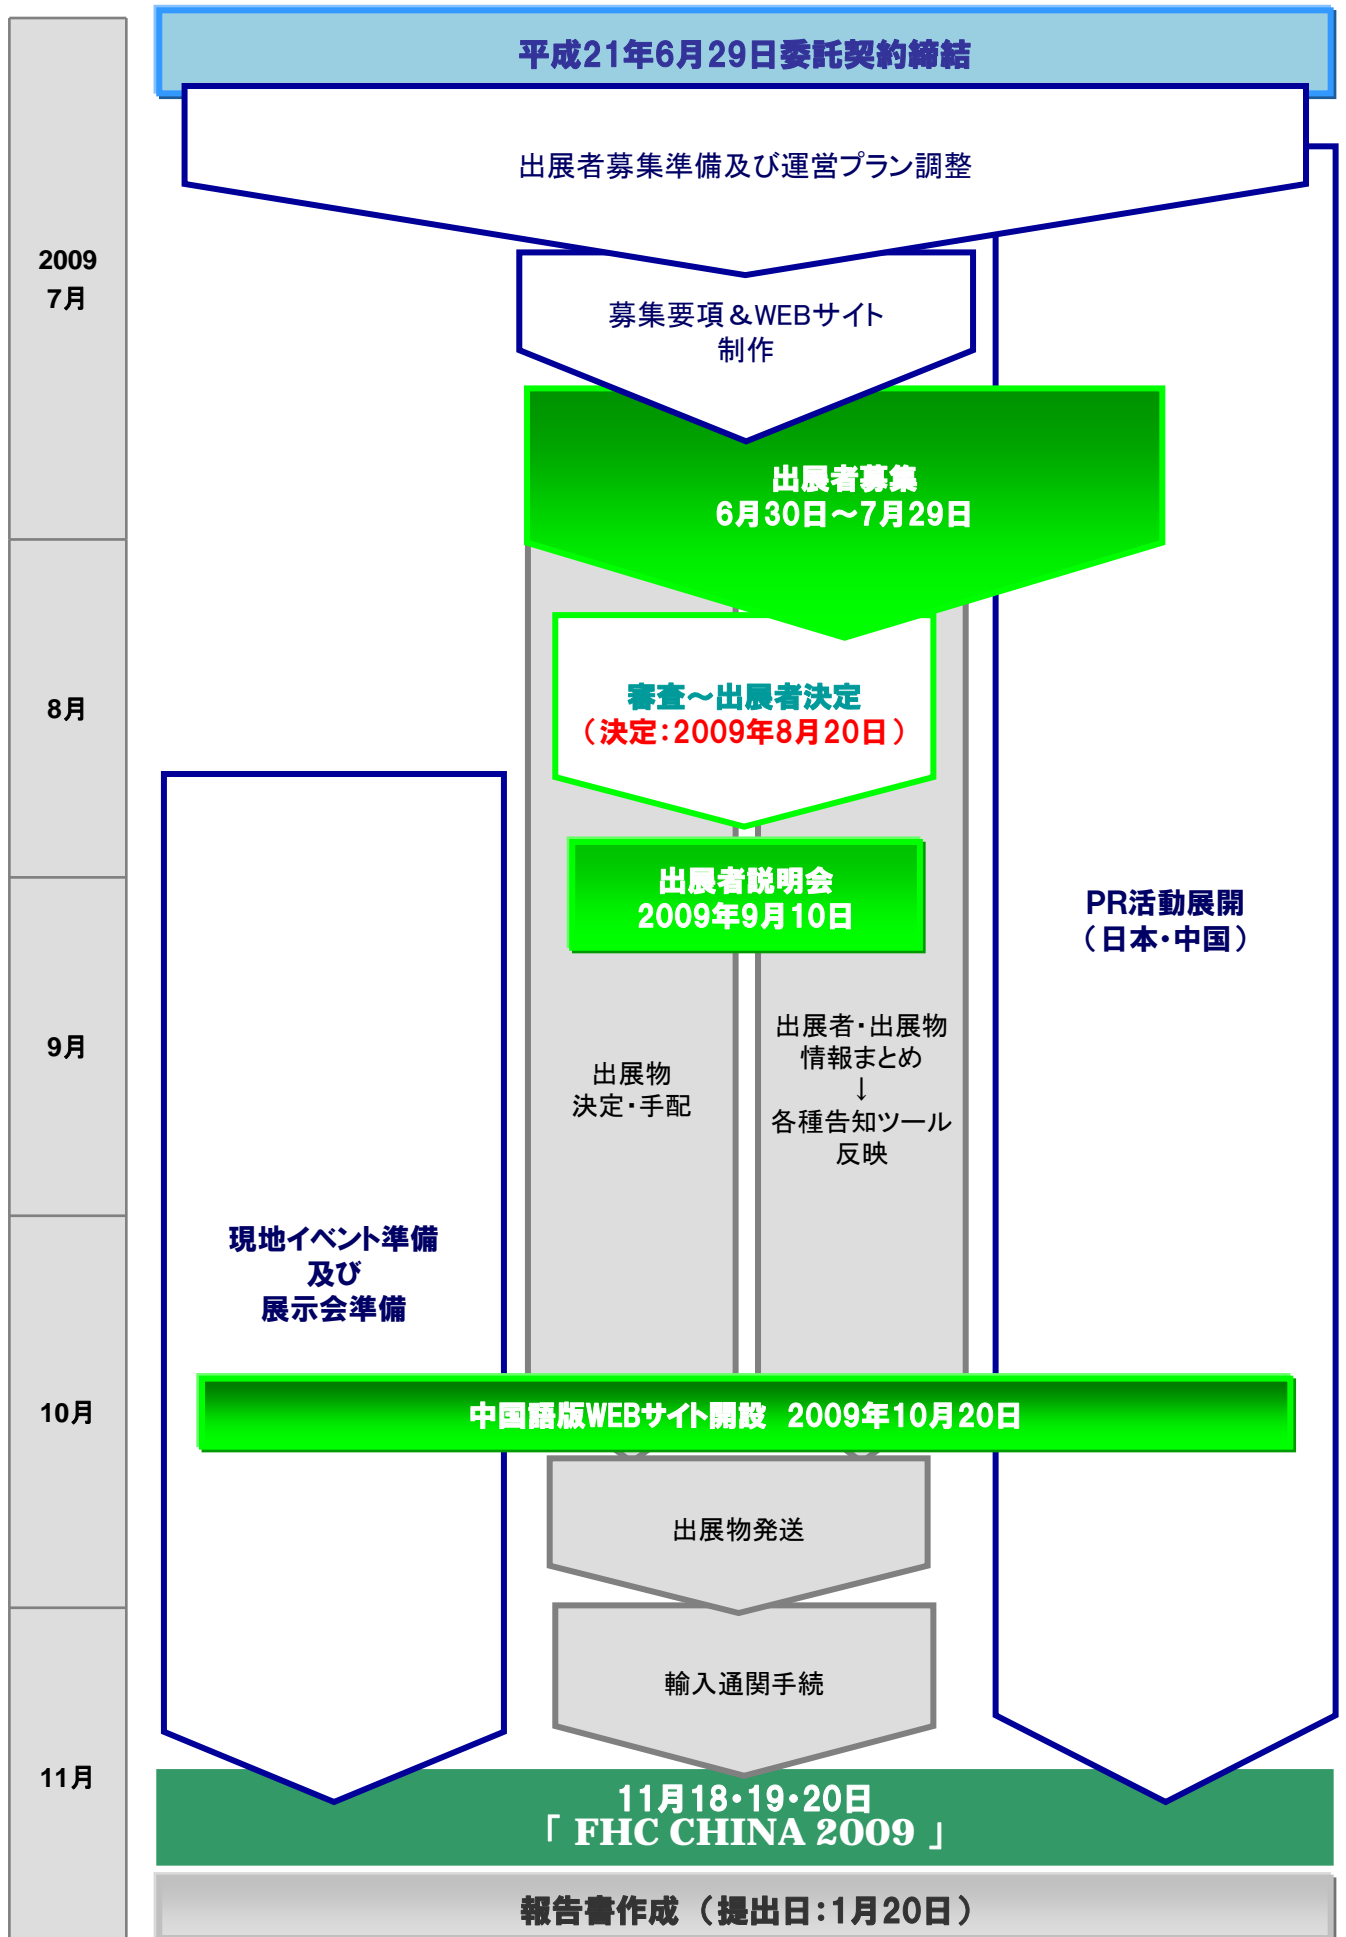 平成21年6月29日委託契約締結
出展者募集準備及び運営プラン調整
2009
7月
募集要項＆WEBサイト
制作
出展者募集
6月30日～7月29日
8月
審査～出展者決定
（決定：2009年8月20日）
出展者説明会
2009年9月10日
PR活動展開
（日本・中国）
9月
出展物
決定・手配
出展者・出展物
情報まとめ
↓
各種告知ツール
反映
現地イベント準備
及び
展示会準備
10月
中国語版WEBサイト開設　2009年10月20日
出展物発送
輸入通関手続
11月
11月18・19・20日
「 FHC CHINA 2009 」
報告書作成（提出日：1月20日）